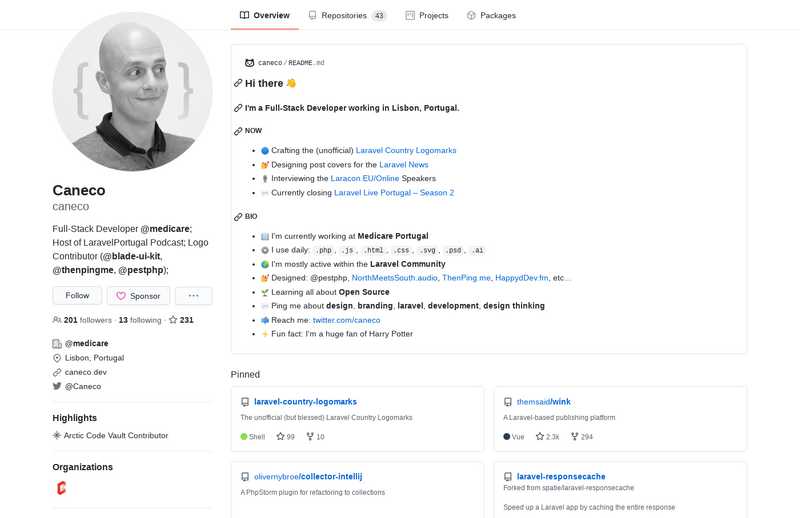 Overview
Repositories 43
Projects
Packages
Caneco
caneco
Full-Stack Developer @medicare;
Host of LaravelPortugal Podcast; Logo
Contributor (@blade-ui-kit,
@thenpingme, @pestphp);
Follow
Sponsor
···
201 followers · 13 following · 231
@medicare
Lisbon, Portugal
caneco.dev
@Caneco
Highlights
Arctic Code Vault Contributor
Organizations
caneco/README.md
Hi there
I'm a Full-Stack Developer working in Lisbon, Portugal.
NOW
Crafting the (unofficial) Laravel Country Logomarks
Designing post covers for the Laravel News
Interviewing the Laracon EU/Online Speakers
Currently closing Laravel Live Portugal – Season 2
BIO
I'm currently working at Medicare Portugal
I use daily: .php, .js, .html, .css, .svg, .psd, .ai
I'm mostly active within the Laravel Community
Designed: @pestphp, NorthMeetsSouth.audio, ThenPing.me, HappydDev.fm, etc...
Learning all about Open Source
Ping me about design, branding, laravel, development, design thinking
Reach me: twitter.com/caneco
Fun fact: I'm a huge fan of Harry Potter
Pinned
laravel-country-logomarks
The unofficial (but blessed) Laravel Country Logomarks
Shell 99 10
themsaid/wink
A Laravel-based publishing platform
Vue 2.3k 294
olivernybroe/collector-intellij
A PhpStorm plugin for refactoring to collections
laravel-responsecache
Forked from spatie/laravel-responsecache
Speed up a Laravel app by caching the entire response